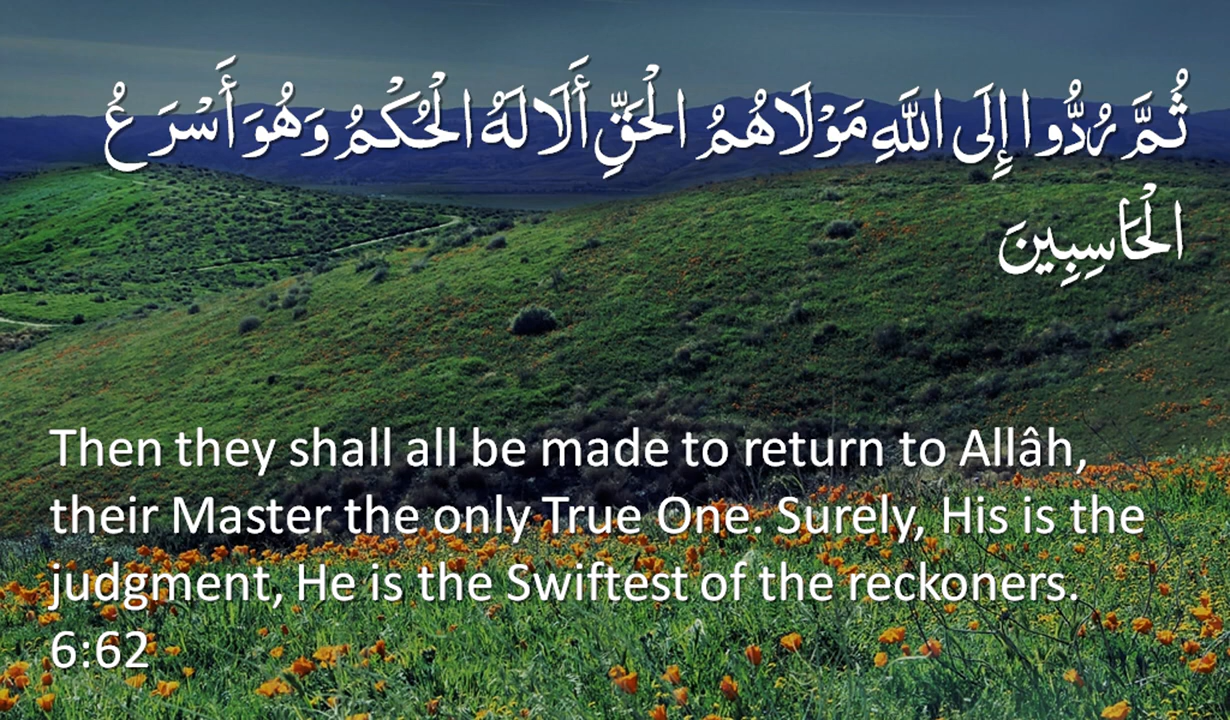 ثُمَّ رُدُّوا إِلَى اللَّهِ مَوْلَاهُمُ الْحَقِّ أَلَا لَهُ الْحُكْمُ وَهُوَ أَسْرَعُ
الْحَاسِبِينَ
Then they shall all be made to return to Allâh,
their Master the only True One. Surely, His is the
judgment, He is the Swiftest of the reckoners.
6:62